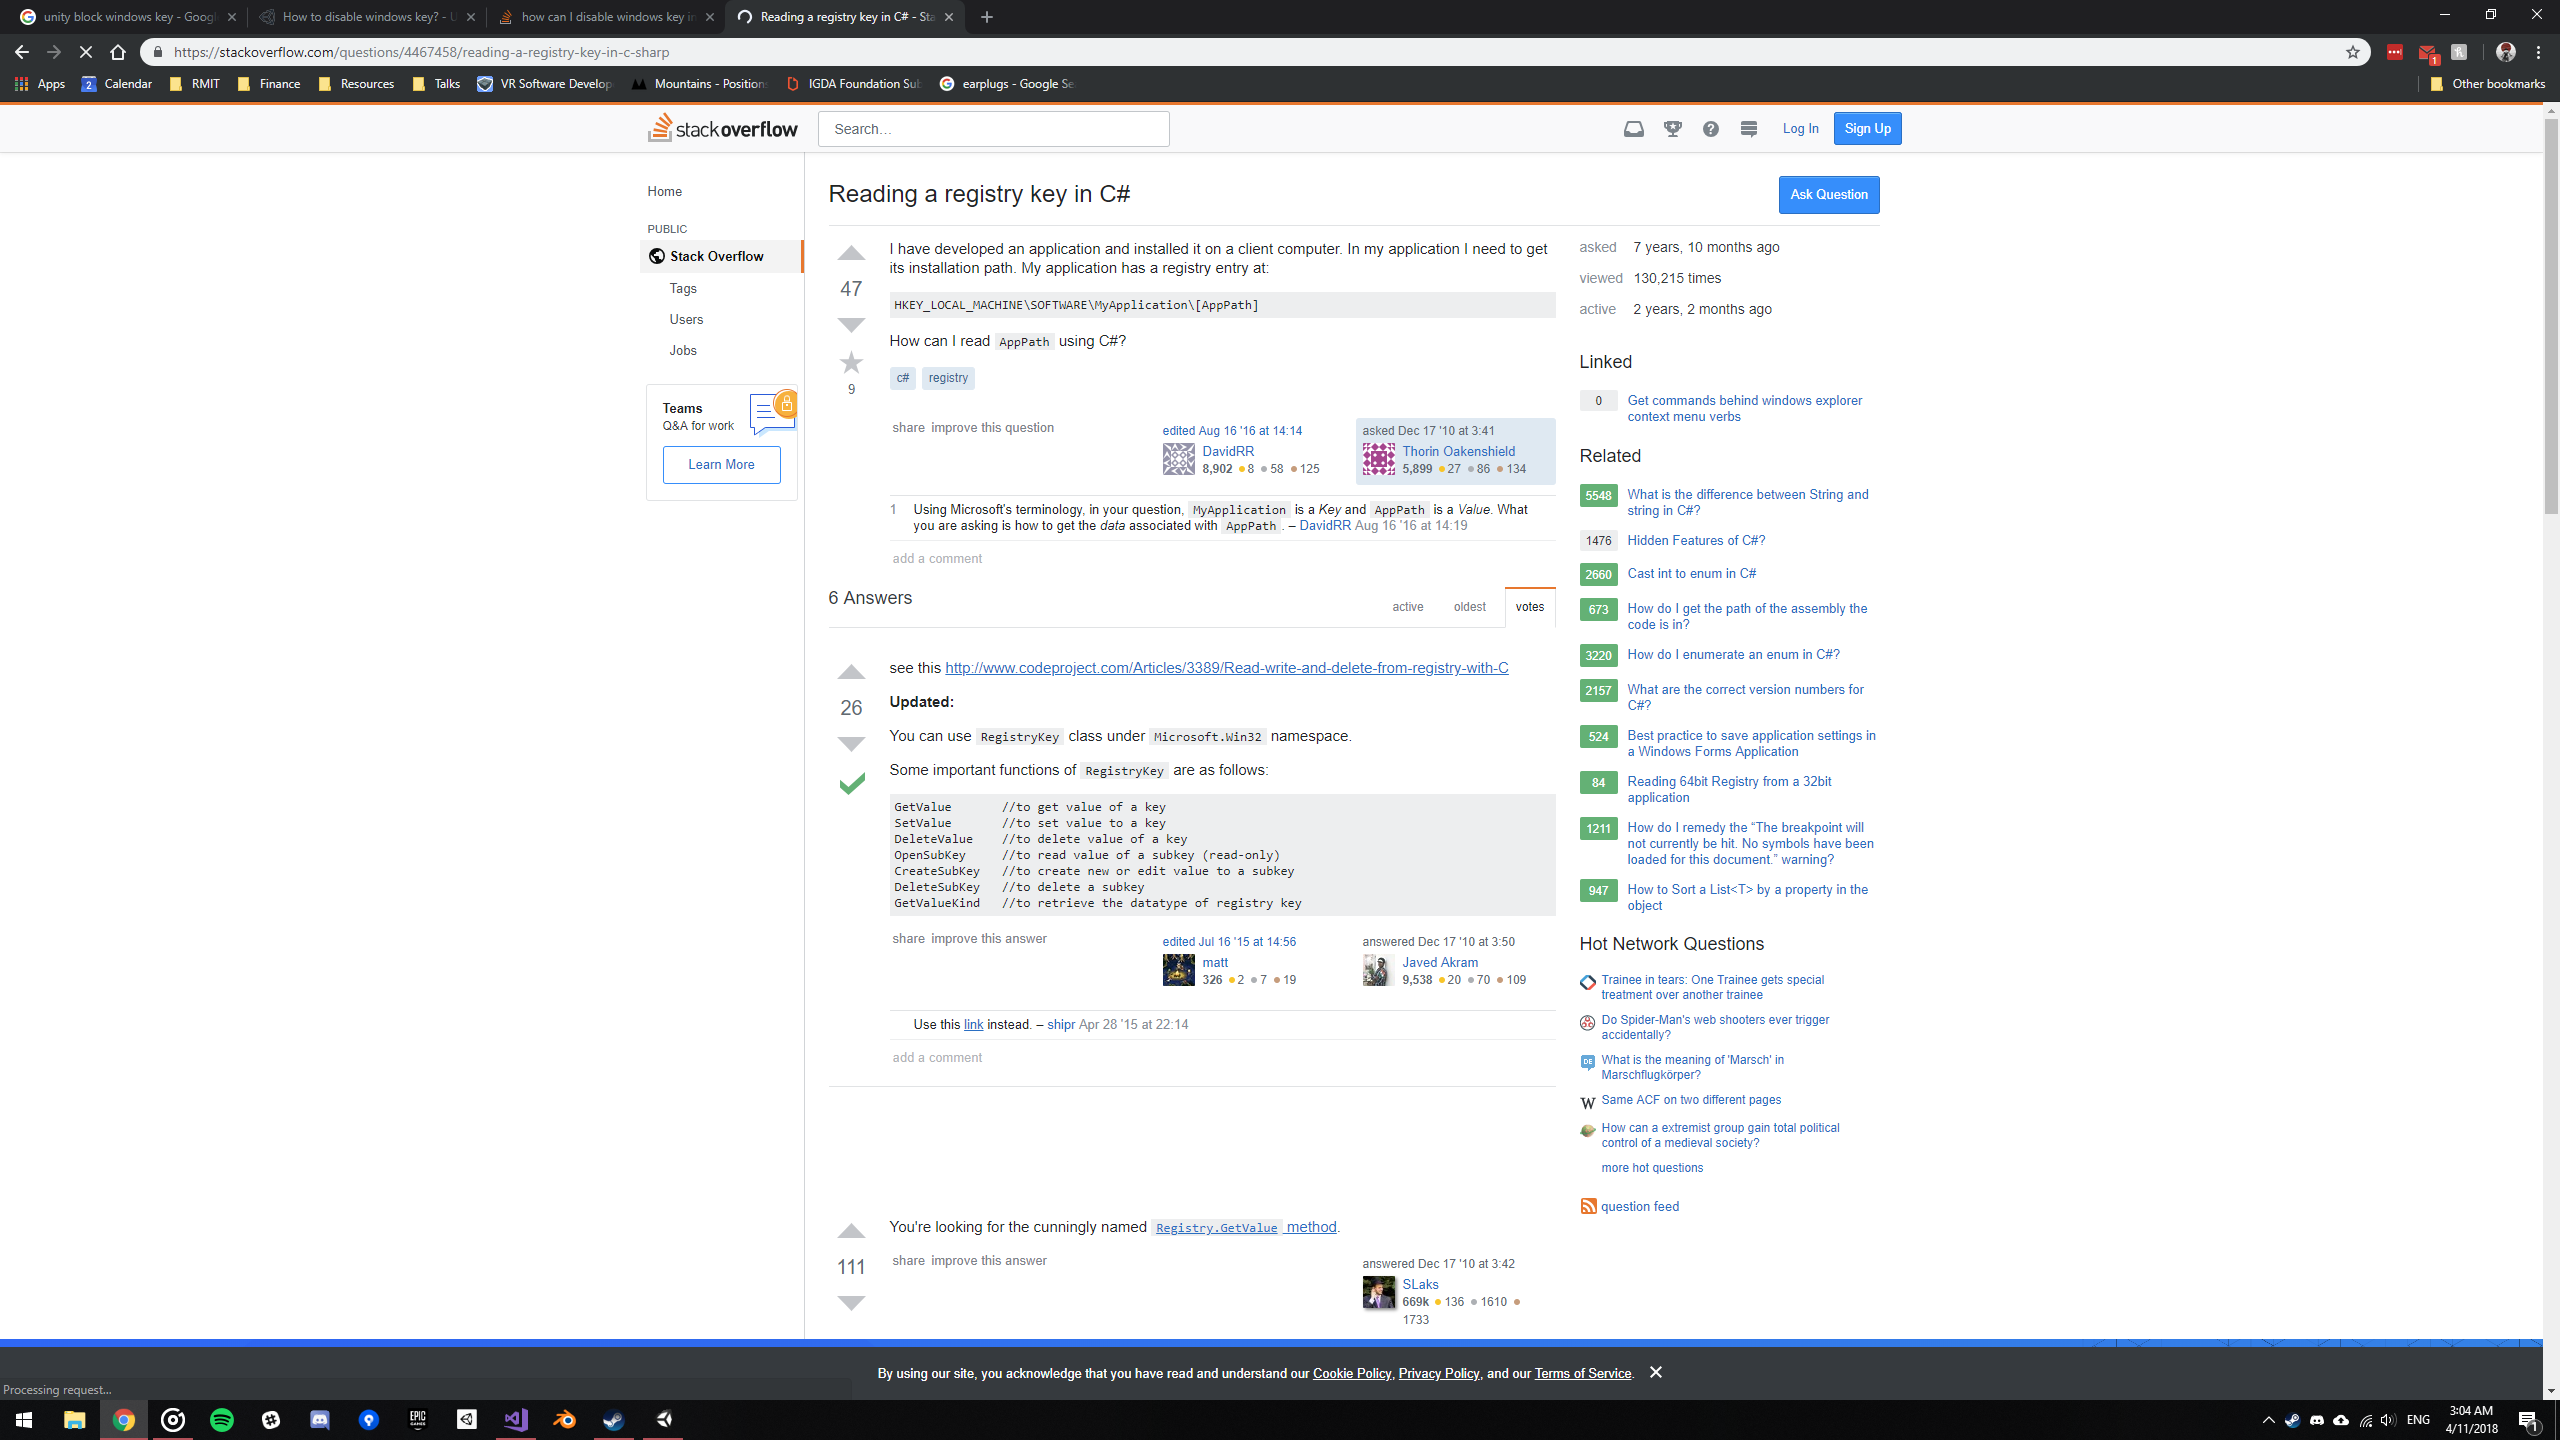 unity block windows key - Googl
How to disable windows key? - U
how can I disable windows key in
Reading a registry key in C# - Sta
https://stackoverflow.com/questions/4467458/reading-a-registry-key-in-c-sharp
1
Apps
2
Calendar
RMIT
Finance
Resources
Talks
VR Software Develop
Mountains - Position
IGDA Foundation Sub
earplugs - Google Se
Other bookmarks
stackoverflow
Search...
Log In
Sign Up
Home
PUBLIC
Stack Overflow
Tags
Users
Jobs
Teams
Q&A for work
Learn More
Reading a registry key in C#
Ask Question
47
9
I have developed an application and installed it on a client computer. In my application I need to get
its installation path. My application has a registry entry at:
HKEY_LOCAL_MACHINE\SOFTWARE\MyApplication\[AppPath]
How can I read AppPath using C#?
c# registry
share improve this question
edited Aug 16 '16 at 14:14
DavidRR
8,902 8 58 125
asked Dec 17 '10 at 3:41
Thorin Oakenshield
5,899 27 86 134
1 Using Microsoft's terminology, in your question, MyApplication is a Key and AppPath is a Value. What
you are asking is how to get the data associated with AppPath. – DavidRR Aug 16 '16 at 14:19
add a comment
6 Answers
active oldest votes
26
see this http://www.codeproject.com/Articles/3389/Read-write-and-delete-from-registry-with-C
Updated:
You can use RegistryKey class under Microsoft.Win32 namespace.
Some important functions of RegistryKey are as follows:
GetValue //to get value of a key
SetValue //to set value to a key
DeleteValue //to delete value of a key
OpenSubKey //to read value of a subkey (read-only)
CreateSubKey //to create new or edit value to a subkey
DeleteSubKey //to delete a subkey
GetValueKind //to retrieve the datatype of registry key
share improve this answer
edited Jul 16 '15 at 14:56
matt
326 2 7 19
answered Dec 17 '10 at 3:50
Javed Akram
9,538 20 70 109
Use this link instead. – shipr Apr 28 '15 at 22:14
add a comment
111
You're looking for the cunningly named Registry.GetValue method.
share improve this answer
answered Dec 17 '10 at 3:42
SLaks
669k 136 1610
1733
asked 7 years, 10 months ago
viewed 130,215 times
active 2 years, 2 months ago
Linked
0 Get commands behind windows explorer
context menu verbs
Related
5548 What is the difference between String and
string in C#?
1476 Hidden Features of C#?
2660 Cast int to enum in C#
673 How do I get the path of the assembly the
code is in?
3220 How do I enumerate an enum in C#?
2157 What are the correct version numbers for
C#?
524 Best practice to save application settings in
a Windows Forms Application
84 Reading 64bit Registry from a 32bit
application
1211 How do I remedy the “The breakpoint will
not currently be hit. No symbols have been
loaded for this document.” warning?
947 How to Sort a List<T> by a property in the
object
Hot Network Questions
Trainee in tears: One Trainee gets special
treatment over another trainee
Do Spider-Man's web shooters ever trigger
accidentally?
DE What is the meaning of 'Marsch' in
Marschflugkörper?
W Same ACF on two different pages
How can a extremist group gain total political
control of a medieval society?
more hot questions
question feed
By using our site, you acknowledge that you have read and understand our Cookie Policy, Privacy Policy, and our Terms of Service.
Processing request...
EPIC
GAMES
ENG
3:04 AM
4/11/2018
1